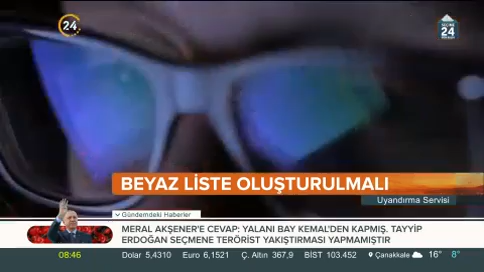 24
SEÇİM
24
BEYAZ LİSTE OLUŞTURULMALI
Uyandırma Servisi
Gündemdeki Haberler
MERAL AKŞENER'E CEVAP: YALANI BAY KEMAL'DEN KAPMIŞ. TAYYİP
ERDOĞAN SEÇMENE TERÖRİST YAKIŞTIRMASI YAPMAMIŞTIR
08:46 Dolar 5,4310 Euro 6,1521 Ç. Altın 367,9 BIST 103.452 Çanakkale 16° 8°